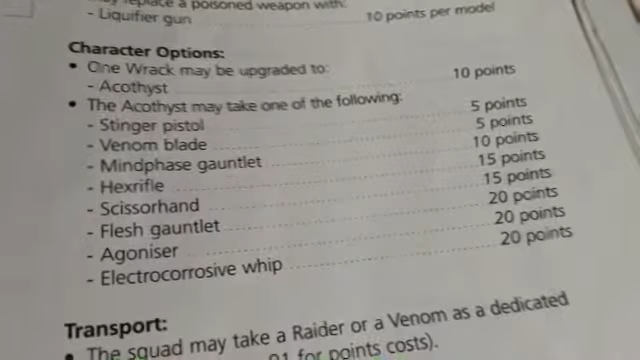 replace a poisoned weapon with:
- Liquifier gun 10 points per model
Character Options:
• One Wrack may be upgraded to:
- Acothyst 10 points
• The Acothyst may take one of the following:
- Stinger pistol 5 points
- Venom blade 5 points
- Mindphase gauntlet 10 points
- Hexrifle 15 points
- Scissorhand 15 points
- Flesh gauntlet 20 points
- Agoniser 20 points
- Electrocorrosive whip 20 points
Transport:
• The squad may take a Raider or a Venom as a dedicated
91 for points costs).